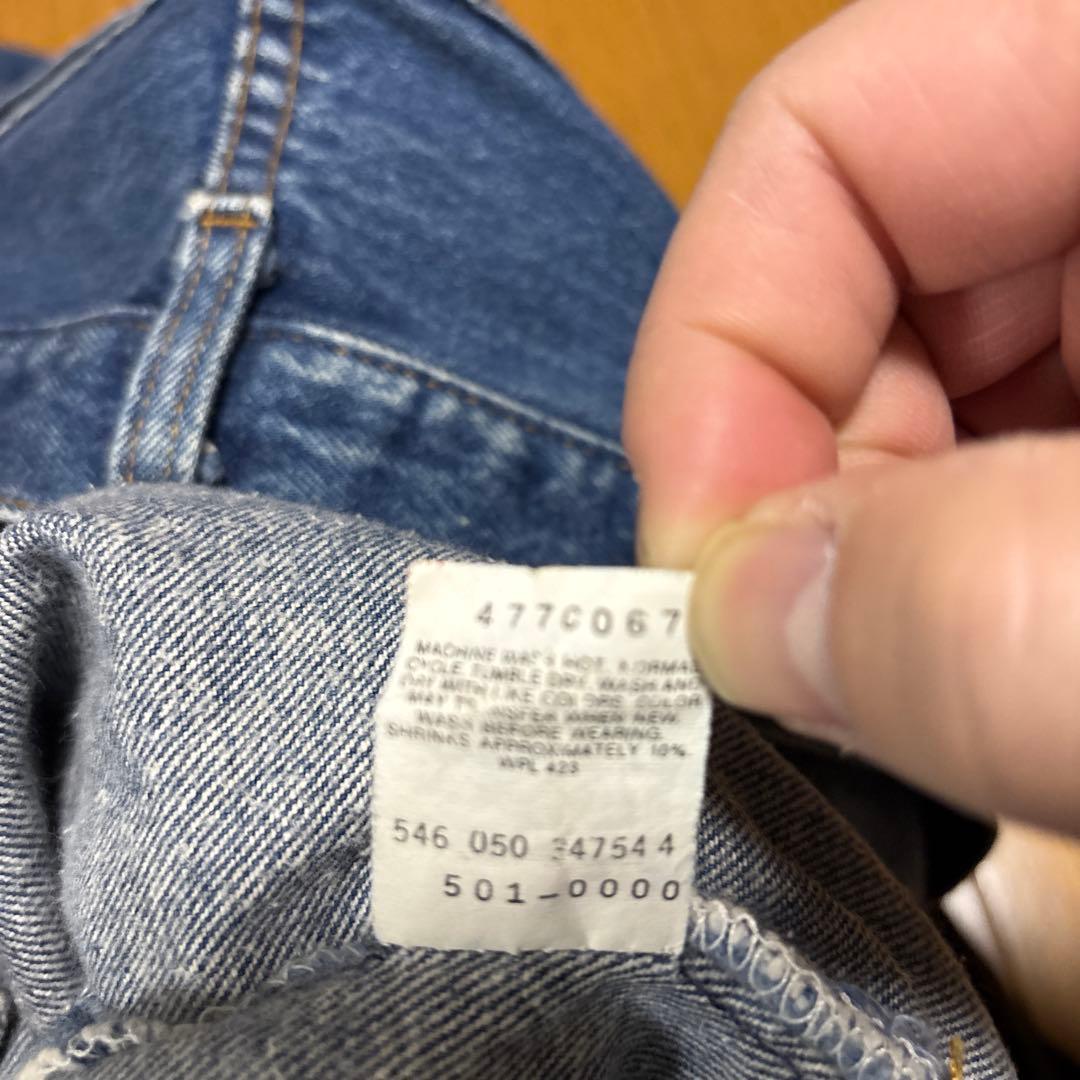 477C067
MACHINE WASH HOT, NORMAL
CYCLE TUMBLE DRY, WASH AND
DRY WITH LIKE COLORS COLOR
MAY TRANSFER WHEN NEW.
WASH BEFORE WEARING.
SHRINKS APPROXIMATELY 10%
WPL 423
546 050 347544
501-0000